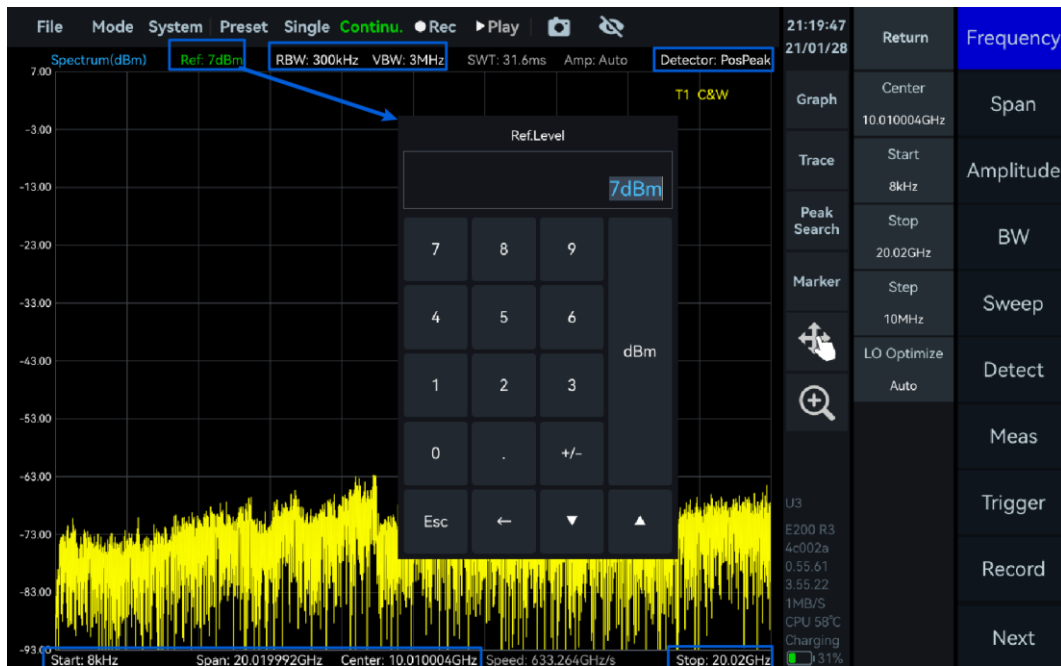 File Mode System Preset Single Continu. Rec Play
Spectrum(dBm) Ref: 7dBm RBW: 300kHz VBW: 3MHz SWT: 31.6ms Amp: Auto Detector: PosPeak
T1 C&W
7.00
-3.00
-13.00
-23.00
-33.00
-43.00
-53.00
-63.00
-73.00
-83.00
-93.00
Start: 8kHz Span: 20.019992GHz Center: 10.010004GHz Speed: 633.264GHz/s Stop: 20.02GHz
Ref.Level
7dBm
7 8 9
4 5 6
dBm
1 2 3
0 . +/-
Esc ← ▼ ▲
21:19:47
21/01/28
Graph
Trace
Peak
Search
Marker
U3
E200 R3
4c002a
0.55.61
3.55.22
1MB/S
CPU 58°C
Charging
31%
Return
Center
10.010004GHz
Start
8kHz
Stop
20.02GHz
Step
10MHz
LO Optimize
Auto
Frequency
Span
Amplitude
BW
Sweep
Detect
Meas
Trigger
Record
Next